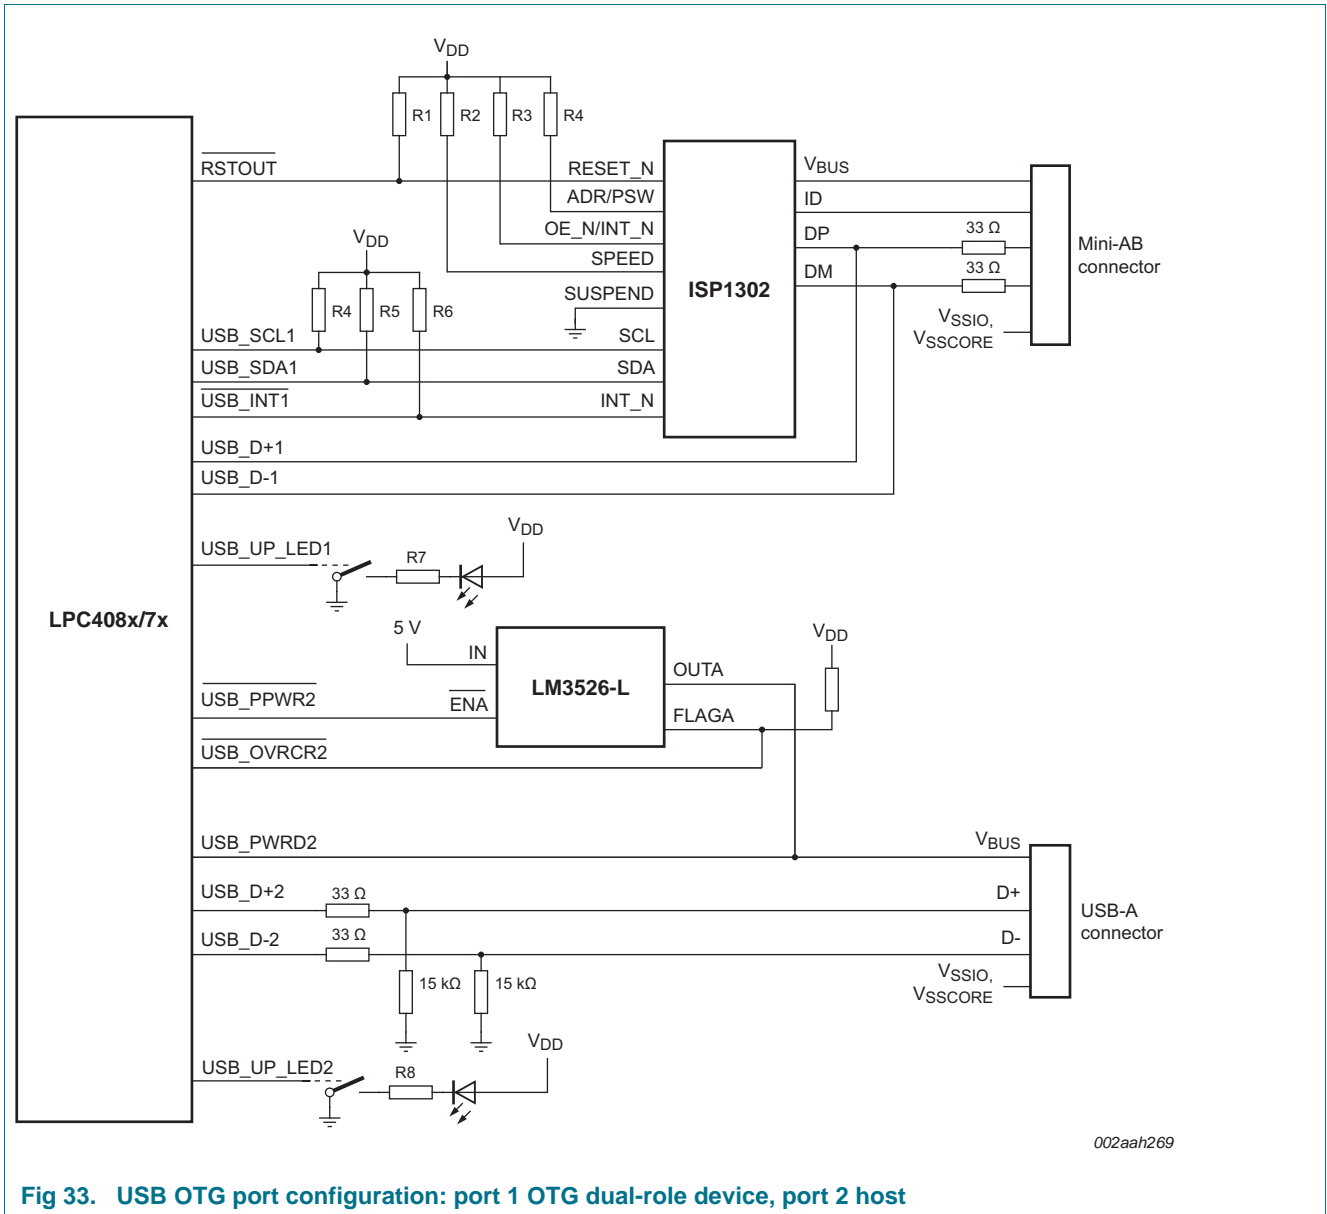 VDD
R1
R2
R3
R4
RSTOUT
RESET_N
ADR/PSW
OE_N/INT_N
SPEED
SUSPEND
SCL
SDA
INT_N
ISP1302
VBUS
ID
DP
DM
33 Ω
33 Ω
VSSIO,
VSSCORE
Mini-AB
connector
VDD
R4
R5
R6
USB_SCL1
USB_SDA1
USB_INT1
USB_D+1
USB_D-1
USB_UP_LED1
R7
VDD
LPC408x/7x
5 V
IN
ENA
LM3526-L
OUTA
FLAGA
VDD
USB_PPWR2
USB_OVRCR2
USB_PWRD2
VBUS
USB_D+2
33 Ω
D+
USB_D-2
33 Ω
D-
15 kΩ
15 kΩ
VSSIO,
VSSCORE
USB-A
connector
USB_UP_LED2
R8
VDD
002aah269
Fig 33. USB OTG port configuration: port 1 OTG dual-role device, port 2 host